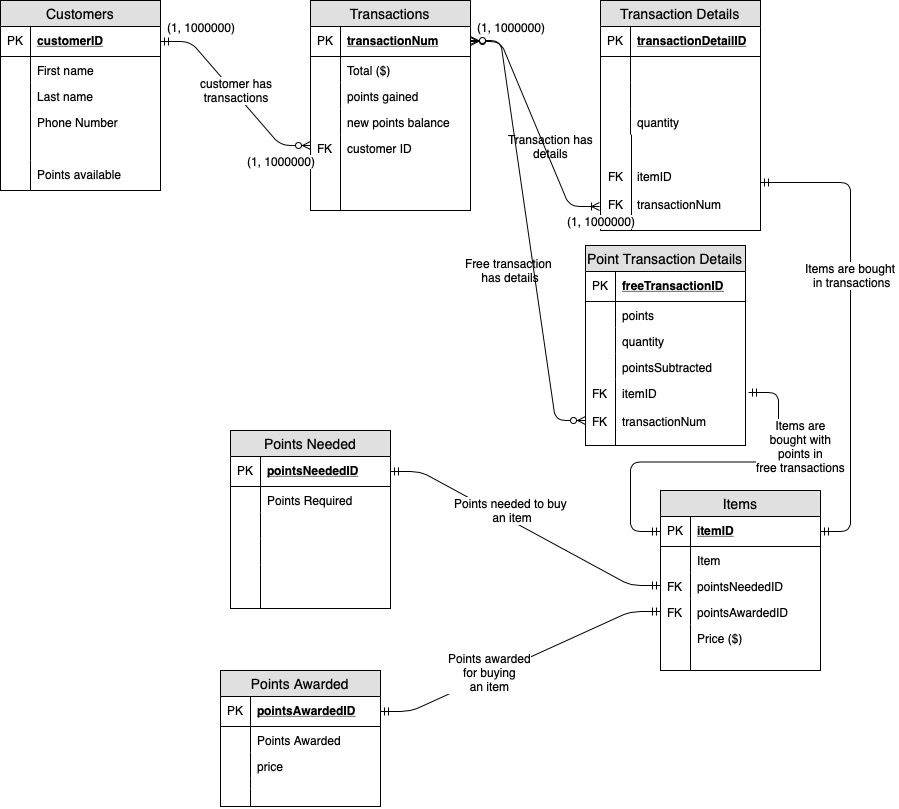 Customers
PK customerID
First name
Last name
Phone Number
Points available
(1, 1000000)
customer has
transactions
(1, 1000000)
Transactions
PK transactionNum
Total ($)
points gained
new points balance
FK customer ID
(1, 1000000)
Transaction has
details
(1, 1000000)
Transaction Details
PK transactionDetailID
quantity
FK itemID
FK transactionNum
Free transaction
has details
Point Transaction Details
PK freeTransactionID
points
quantity
pointsSubtracted
FK itemID
FK transactionNum
Items are bought
in transactions
Items are
bought with
points in
free transactions
Points Needed
PK pointsNeededID
Points Required
Points needed to buy
an item
Items
PK itemID
Item
FK pointsNeededID
FK pointsAwardedID
Price ($)
Points awarded
for buying
an item
Points Awarded
PK pointsAwardedID
Points Awarded
price